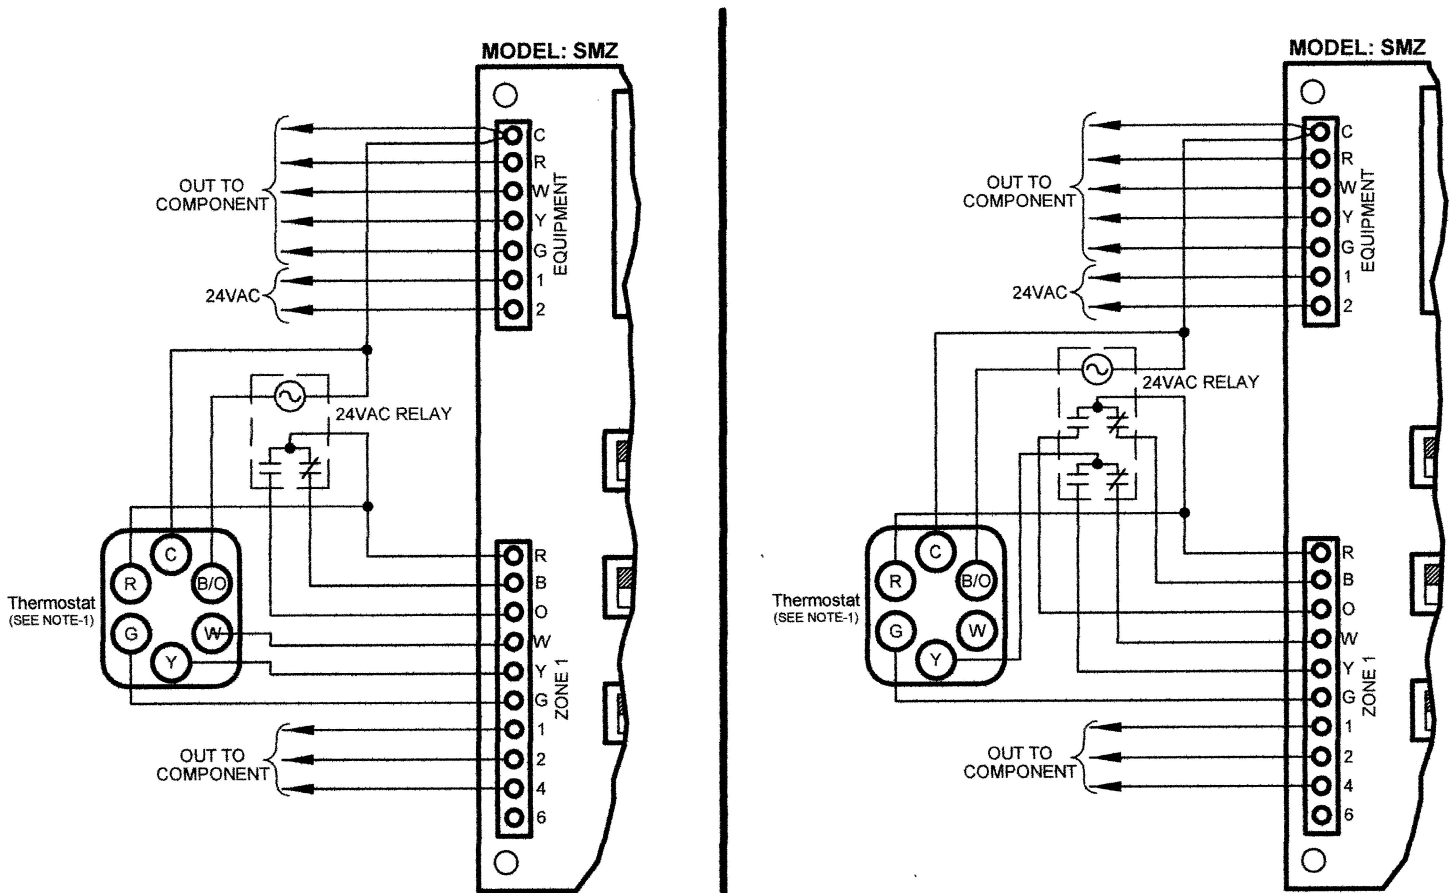 MODEL: SMZ
C
R
OUT TO
COMPONENT
W
Y
G
EQUIPMENT
1
24VAC
2
24VAC RELAY
C
R
B/O
Thermostat
(SEE NOTE-1)
G
W
Y
R
B
O
W
Y
G
ZONE 1
1
OUT TO
COMPONENT
2
4
6
MODEL: SMZ
C
R
OUT TO
COMPONENT
W
Y
G
EQUIPMENT
1
24VAC
2
24VAC RELAY
C
R
B/O
Thermostat
(SEE NOTE-1)
G
W
Y
R
B
O
W
Y
G
ZONE 1
1
OUT TO
COMPONENT
2
4
6